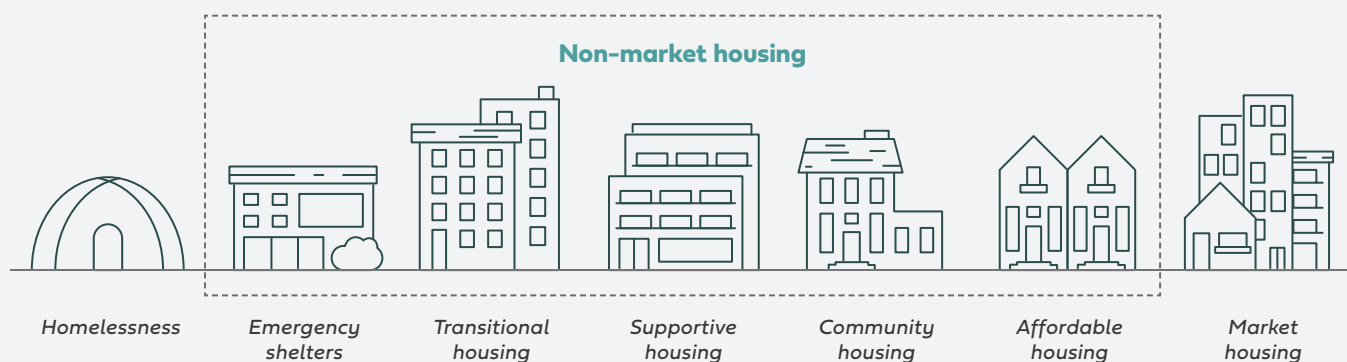 Non-market housing
Homelessness
Emergency
shelters
Transitional
housing
Supportive
housing
Community
housing
Affordable
housing
Market
housing